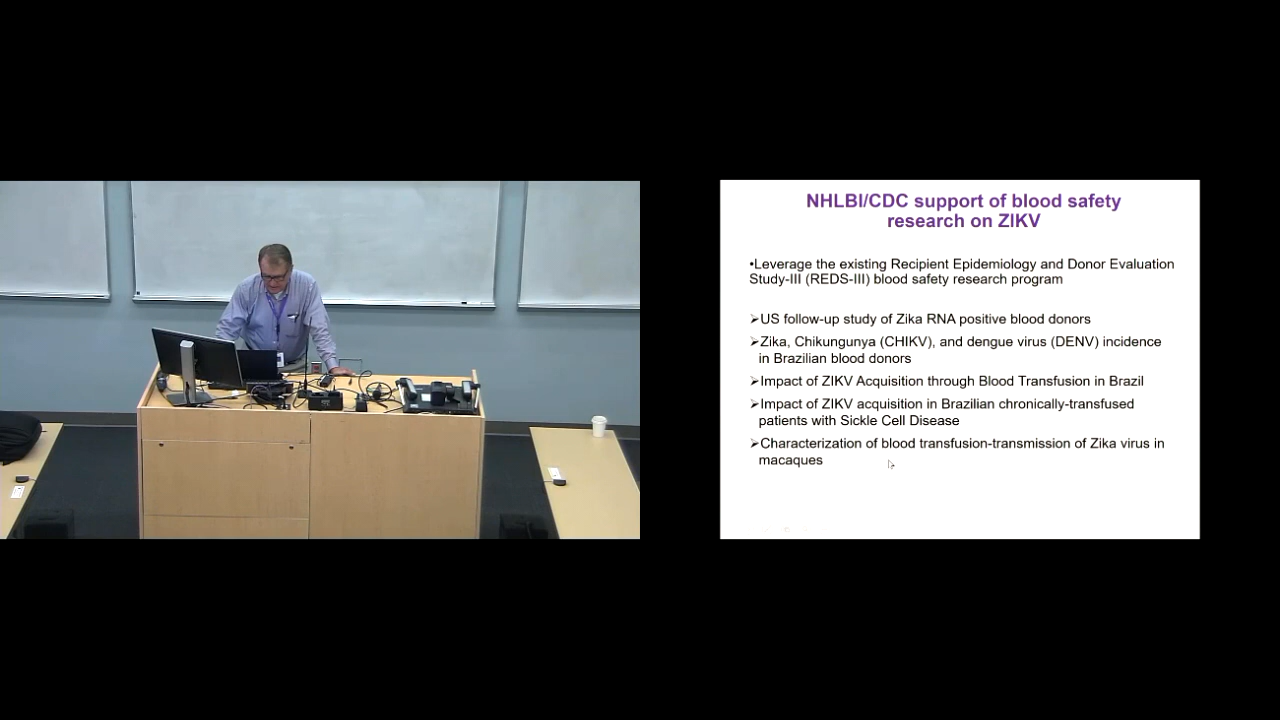 NHLBI/CDC support of blood safety
research on ZIKV
•Leverage the existing Recipient Epidemiology and Donor Evaluation
Study-III (REDS-III) blood safety research program
➢US follow-up study of Zika RNA positive blood donors
➢Zika, Chikungunya (CHIKV), and dengue virus (DENV) incidence
in Brazilian blood donors
➢Impact of ZIKV Acquisition through Blood Transfusion in Brazil
➢Impact of ZIKV acquisition in Brazilian chronically-transfused
patients with Sickle Cell Disease
➢Characterization of blood transfusion-transmission of Zika virus in
macaques